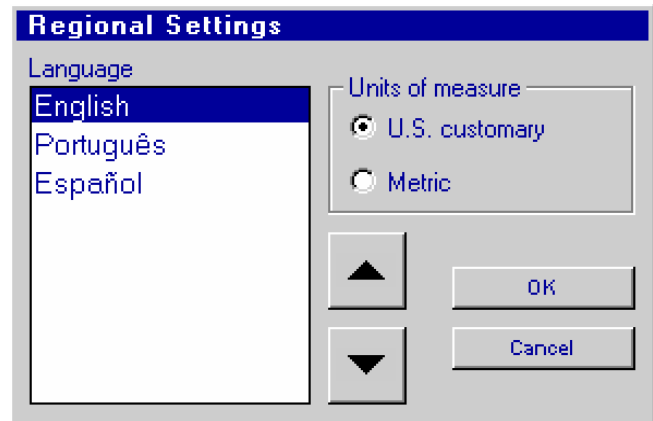 Regional Settings
Language
English
Português
Español
Units of measure
U.S. customary
Metric
OK
Cancel